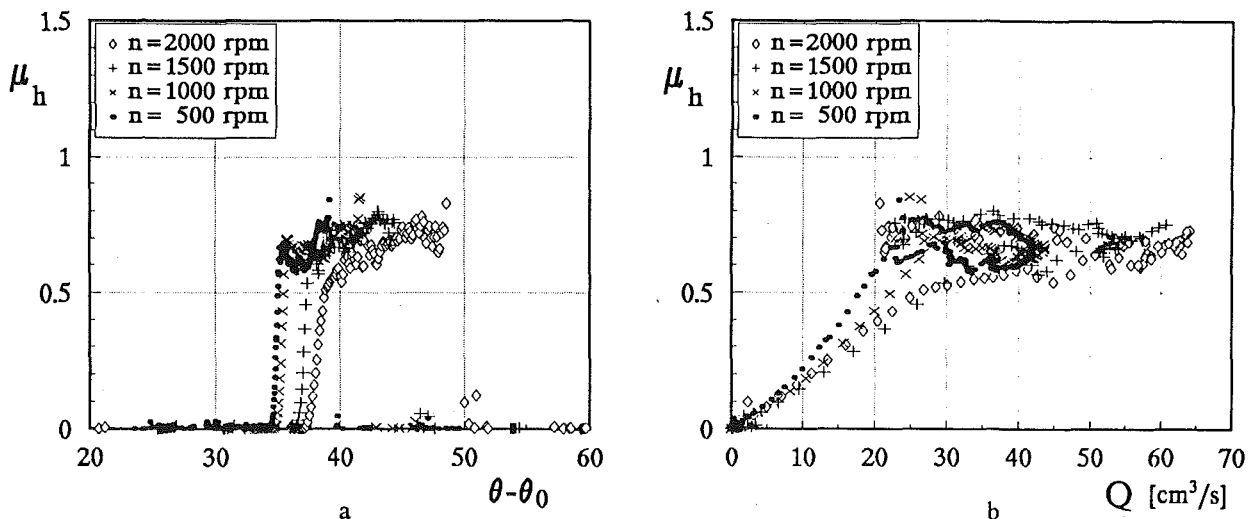 1.5
μh
1
0.5
0
n=2000 rpm
n=1500 rpm
n=1000 rpm
n= 500 rpm
20 30 40 50 60
θ-θ0
a
1.5
μh
1
0.5
0
n=2000 rpm
n=1500 rpm
n=1000 rpm
n= 500 rpm
0 10 20 30 40 50 60 70
Q [cm³/s]
b